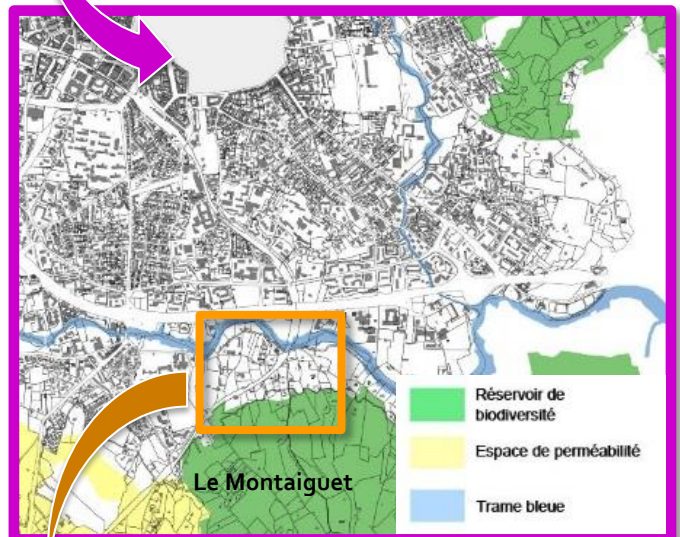 Le Montaiguet
Réservoir de
biodiversité
Espace de perméabilité
Trame bleue